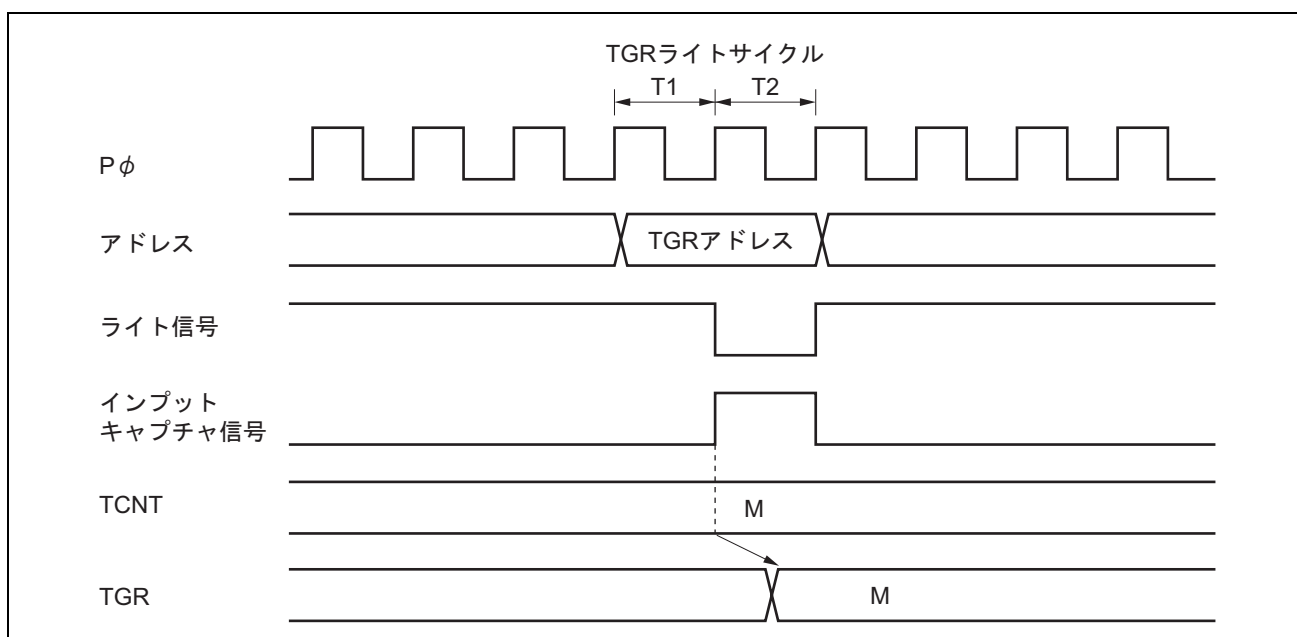 TGRライトサイクル
T1 T2
Pφ
アドレス
TGRアドレス
ライト信号
インプット
キャプチャ信号
TCNT
M
TGR
M